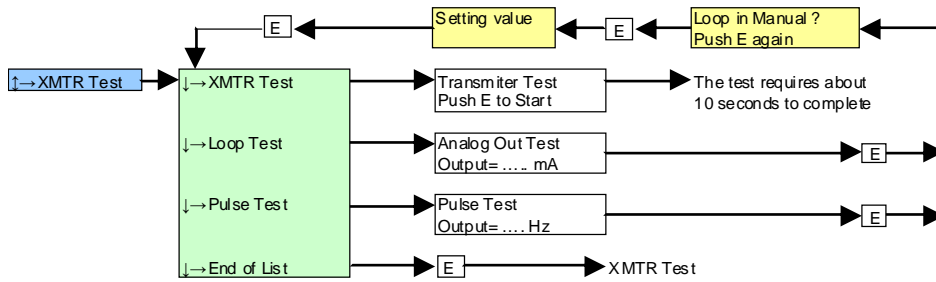 E
Setting value
E
Loop in Manual ?
Push E again
↕→XMTR Test
↓→XMTR Test
Transmiter Test
Push E to Start
The test requires about
10 seconds to complete
↓→Loop Test
Analog Out Test
Output= ..... mA
E
↓→Pulse Test
Pulse Test
Output= .... Hz
E
↓→End of List
E
XMTR Test